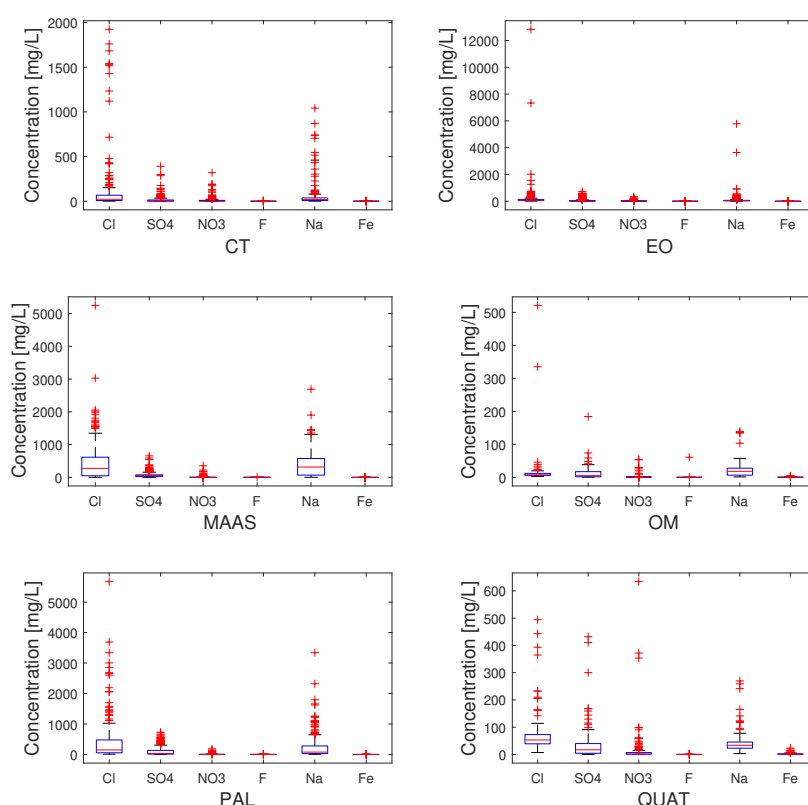 Concentration [mg/L]
2000
1500
1000
500
0
Cl SO4 NO3 F Na Fe
CT
Concentration [mg/L]
12000
10000
8000
6000
4000
2000
0
Cl SO4 NO3 F Na Fe
EO
Concentration [mg/L]
5000
4000
3000
2000
1000
0
Cl SO4 NO3 F Na Fe
MAAS
Concentration [mg/L]
500
400
300
200
100
0
Cl SO4 NO3 F Na Fe
OM
Concentration [mg/L]
5000
4000
3000
2000
1000
0
Cl SO4 NO3 F Na Fe
PAL
Concentration [mg/L]
600
500
400
300
200
100
0
Cl SO4 NO3 F Na Fe
QUAT